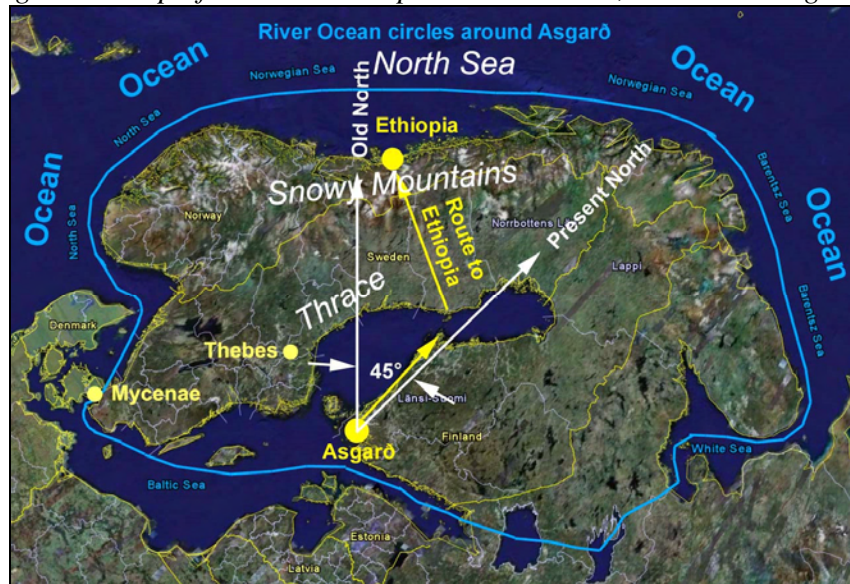 River Ocean circles around Asgarð
Ocean
Norwegian Sea
North Sea
Norwegian Sea
Ocean
North Sea
Old North
Ethiopia
Ocean
Snowy Mountains
Present North
Barentsz Sea
Ocean
Norway
North Sea
Route to
Ethiopia
Sweden
Lappi
Thrace
Denmark
Thebes
45°
Barentsz Sea
Mycenae
Länsi-Suomi
Asgarð
Finland
White Sea
Baltic Sea
Estonia
Latvia